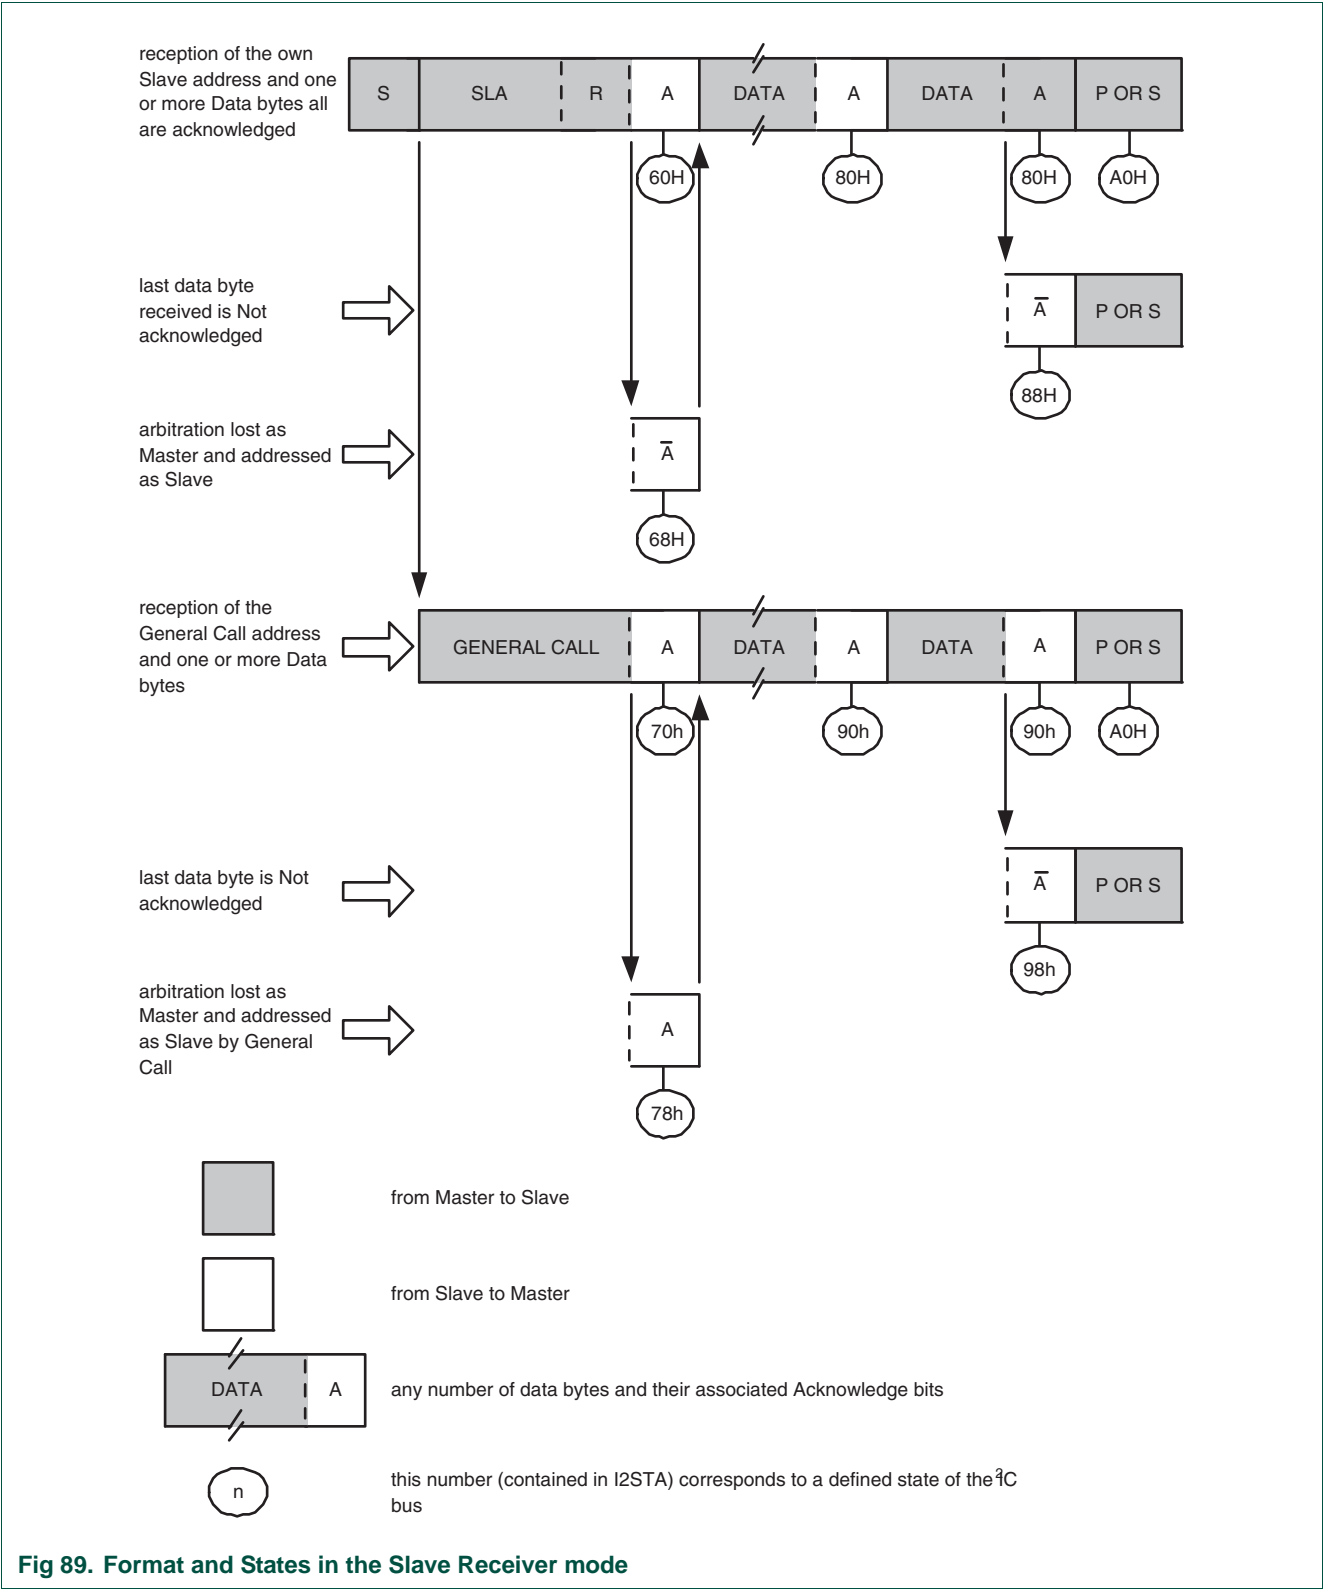 reception of the own
Slave address and one
or more Data bytes all
are acknowledged
S SLA R A DATA A DATA A P OR S
60H 80H 80H A0H
last data byte
received is Not
acknowledged
A̅ P OR S
88H
arbitration lost as
Master and addressed
as Slave
A̅
68H
reception of the
General Call address
and one or more Data
bytes
GENERAL CALL A DATA A DATA A P OR S
70h 90h 90h A0H
last data byte is Not
acknowledged
A̅ P OR S
98h
arbitration lost as
Master and addressed
as Slave by General
Call
A
78h
from Master to Slave
from Slave to Master
DATA A
any number of data bytes and their associated Acknowledge bits
n
this number (contained in I2STA) corresponds to a defined state of the I²C
bus
Fig 89. Format and States in the Slave Receiver mode